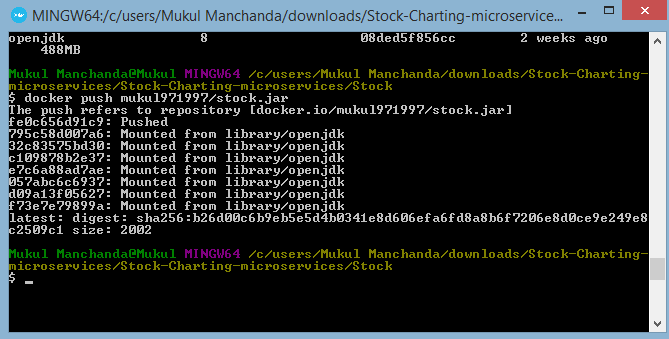 MINGW64:/c/users/Mukul Manchanda/downloads/Stock-Charting-microservice...
openjdk 8 08ded5f856cc 2 weeks ago
488MB
Mukul Manchanda@Mukul MINGW64 /c/users/Mukul Manchanda/downloads/Stock-Charting-
microservices/Stock-Charting-microservices/Stock
$ docker push mukul971997/stock.jar
The push refers to repository [docker.io/mukul971997/stock.jar]
fe0c656d91c9: Pushed
795c58d007a6: Mounted from library/openjdk
32c83575bd30: Mounted from library/openjdk
c109878b2e37: Mounted from library/openjdk
e7c6a88ad7ae: Mounted from library/openjdk
057abc6c6937: Mounted from library/openjdk
d09a13f05627: Mounted from library/openjdk
f73e7e79899a: Mounted from library/openjdk
latest: digest: sha256:b26d00c6b9eb5e5d4b0341e8d606efa6fd8a8b6f7206e8d0ce9e249e8
c2509c1 size: 2002
Mukul Manchanda@Mukul MINGW64 /c/users/Mukul Manchanda/downloads/Stock-Charting-
microservices/Stock-Charting-microservices/Stock
$